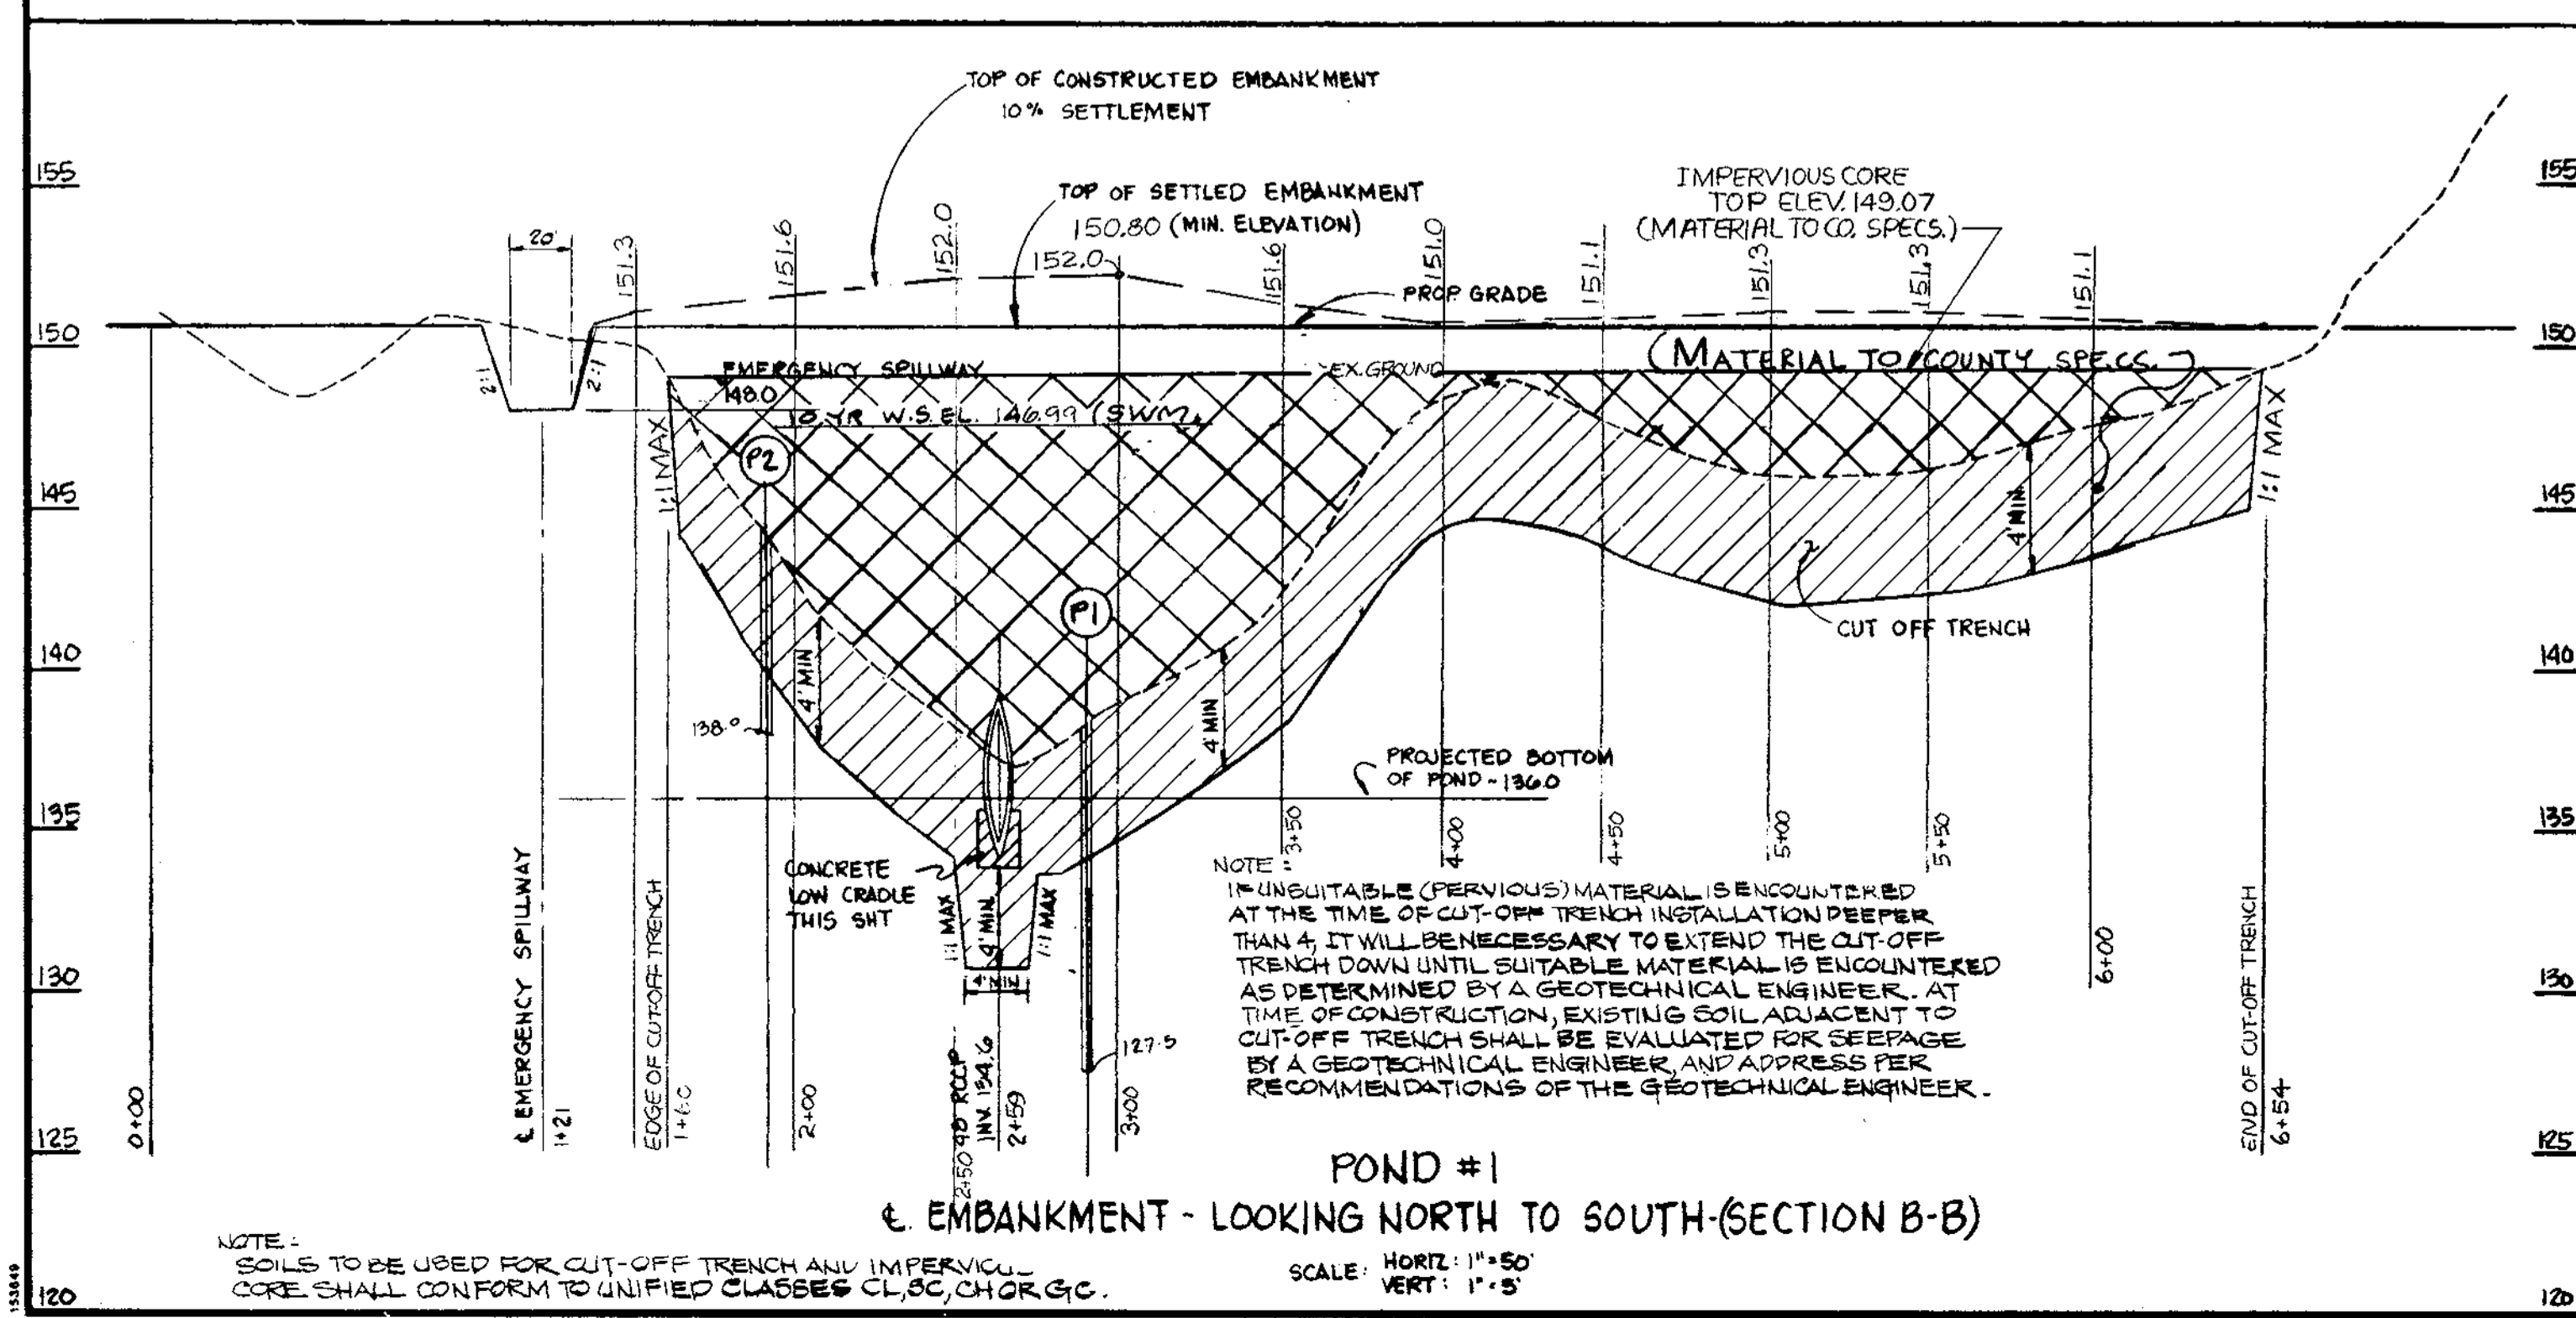 TOP OF CONSTRUCTED EMBANKMENT
10% SETTLEMENT
TOP OF SETTLED EMBANKMENT
150.80 (MIN. ELEVATION)
IMPERVIOUS CORE
TOP ELEV. 149.07
(MATERIAL TO CO. SPECS.)
155
155
20'
151.3
151.6
152.0
152.0
151.6
151.0
151.1
151.3
151.3
151.1
PROP. GRADE
150
150
2:1
2:1
EMERGENCY SPILLWAY
148.0
10 YR W.S. EL. 146.99 (SWM)
EX. GROUND
(MATERIAL TO COUNTY SPECS.)
1:1 MAX
1:1 MAX
P2
145
145
4' MIN
P1
CUT OFF TRENCH
140
140
4' MIN
4' MIN
138.0
PROJECTED BOTTOM
OF POND - 136.0
135
135
3+50
4+00
4+50
5+00
5+50
6+00
CONCRETE
LOW CRADLE
THIS SHT
1:1 MAX
4' MIN
1:1 MAX
4' MIN
NOTE:
IF UNSUITABLE (PERVIOUS) MATERIAL IS ENCOUNTERED
AT THE TIME OF CUT-OFF TRENCH INSTALLATION DEEPER
THAN 4', IT WILL BE NECESSARY TO EXTEND THE CUT-OFF
TRENCH DOWN UNTIL SUITABLE MATERIAL IS ENCOUNTERED
AS DETERMINED BY A GEOTECHNICAL ENGINEER. AT
TIME OF CONSTRUCTION, EXISTING SOIL ADJACENT TO
CUT-OFF TRENCH SHALL BE EVALUATED FOR SEEPAGE
BY A GEOTECHNICAL ENGINEER, AND ADDRESS PER
RECOMMENDATIONS OF THE GEOTECHNICAL ENGINEER.
130
130
127.5
0+00
℄ EMERGENCY SPILLWAY
1+21
EDGE OF CUT-OFF TRENCH
1+60
2+00
2+50
48" RCCP
INV. 134.6
2+59
3+00
END OF CUT-OFF TRENCH
6+54
125
125
POND #1
℄ EMBANKMENT - LOOKING NORTH TO SOUTH-(SECTION B-B)
SCALE: HORIZ: 1"=50'
VERT: 1"=5'
NOTE:
SOILS TO BE USED FOR CUT-OFF TRENCH AND
CORE SHALL CONFORM TO UNIFIED CLASSES CL, SC, CH OR GC.
120
120
153649